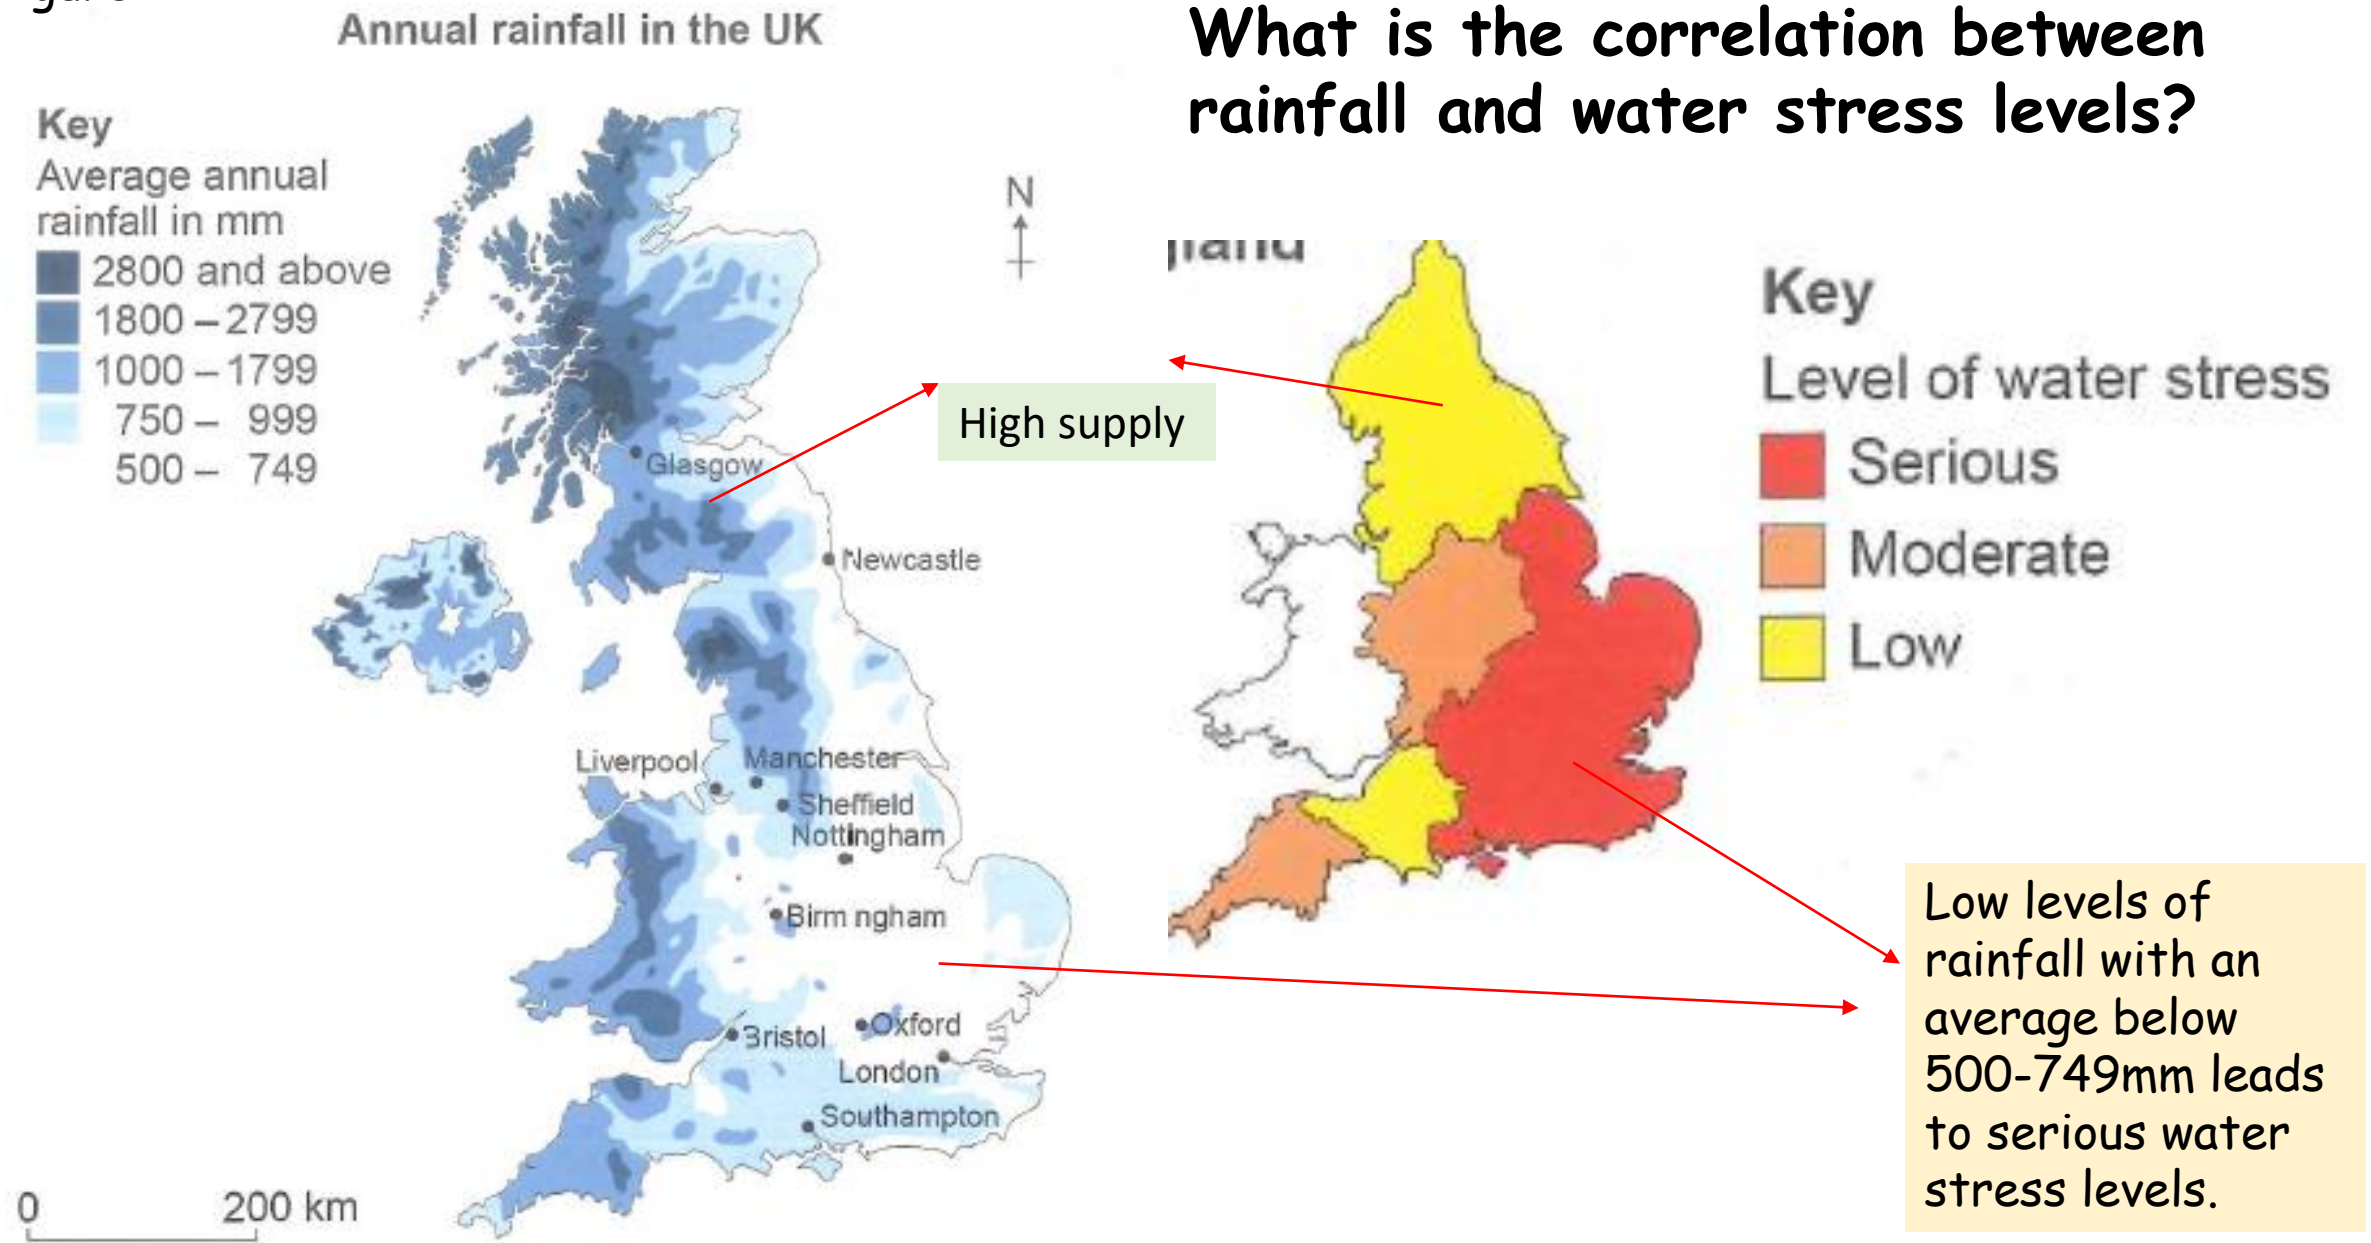 Annual rainfall in the UK
What is the correlation between
rainfall and water stress levels?
Key
Average annual
rainfall in mm
2800 and above
1800 – 2799
1000 – 1799
750 – 999
500 – 749
N
High supply
Glasgow
Newcastle
Liverpool
Manchester
Sheffield
Nottingham
Birm ngham
Bristol
Oxford
London
Southampton
0 200 km
Key
Level of water stress
Serious
Moderate
Low
Low levels of
rainfall with an
average below
500-749mm leads
to serious water
stress levels.